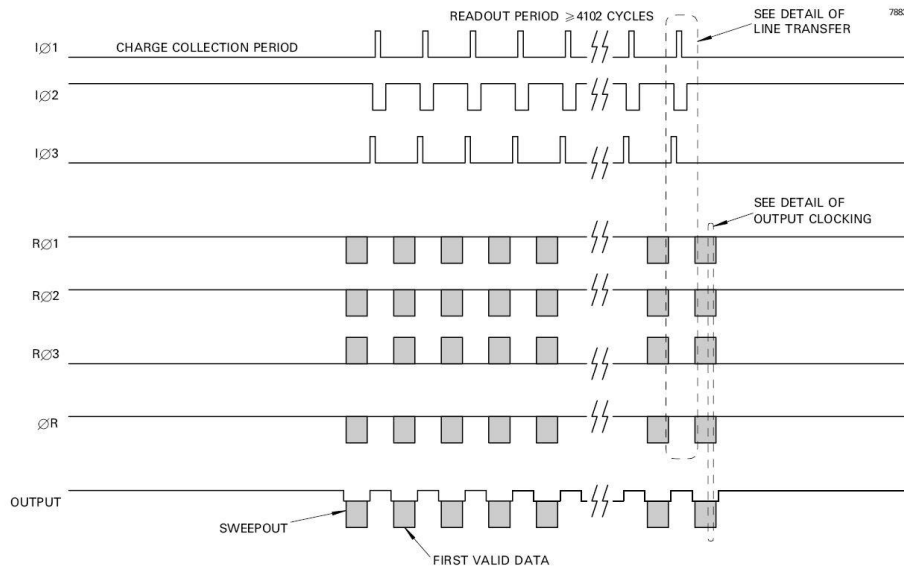 READOUT PERIOD ⩾4102 CYCLES
SEE DETAIL OF
LINE TRANSFER
IØ1
CHARGE COLLECTION PERIOD
IØ2
IØ3
SEE DETAIL OF
OUTPUT CLOCKING
RØ1
RØ2
RØ3
ØR
OUTPUT
SWEEPOUT
FIRST VALID DATA